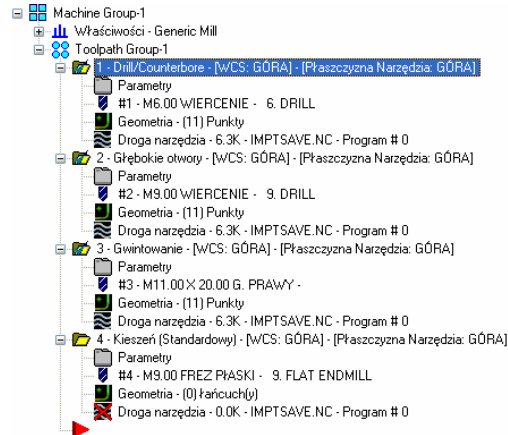 Machine Group-1
Właściwości - Generic Mill
Toolpath Group-1
1 - Drill/Counterbore - [WCS: GÓRA] - [Płaszczyzna Narzędzia: GÓRA]
Parametry
#1 - M6.00 WIERCENIE - 6. DRILL
Geometria - (11) Punkty
Droga narzędzia - 6.3K - IMPTSAVE.NC - Program # 0
2 - Głębokie otwory - [WCS: GÓRA] - [Płaszczyzna Narzędzia: GÓRA]
Parametry
#2 - M9.00 WIERCENIE - 9. DRILL
Geometria - (11) Punkty
Droga narzędzia - 6.3K - IMPTSAVE.NC - Program # 0
3 - Gwintowanie - [WCS: GÓRA] - [Płaszczyzna Narzędzia: GÓRA]
Parametry
#3 - M11.00 X 20.00 G. PRAWY -
Geometria - (11) Punkty
Droga narzędzia - 6.3K - IMPTSAVE.NC - Program # 0
4 - Kieszeń (Standardowy) - [WCS: GÓRA] - [Płaszczyzna Narzędzia: GÓRA]
Parametry
#4 - M9.00 FREZ PŁASKI - 9. FLAT ENDMILL
Geometria - (0) łańcuch(y)
Droga narzędzia - 0.0K - IMPTSAVE.NC - Program # 0